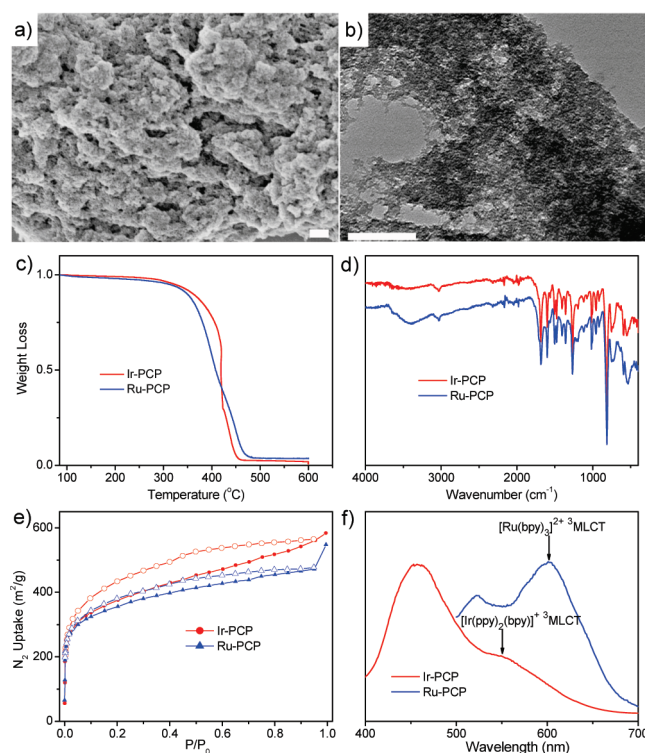 a)
b)
c)
1.0
0.5
0.0
Weight Loss
Ir-PCP
Ru-PCP
100 200 300 400 500 600
Temperature (°C)
d)
Ir-PCP
Ru-PCP
4000 3000 2000 1000
Wavenumber (cm⁻¹)
e)
600
400
200
0
N₂ Uptake (m²/g)
Ir-PCP
Ru-PCP
0.0 0.2 0.4 0.6 0.8 1.0
P/P₀
f)
[Ru(bpy)₃]²⁺ ³MLCT
[Ir(ppy)₂(bpy)]⁺ ³MLCT
Ir-PCP
Ru-PCP
400 500 600 700
Wavelength (nm)